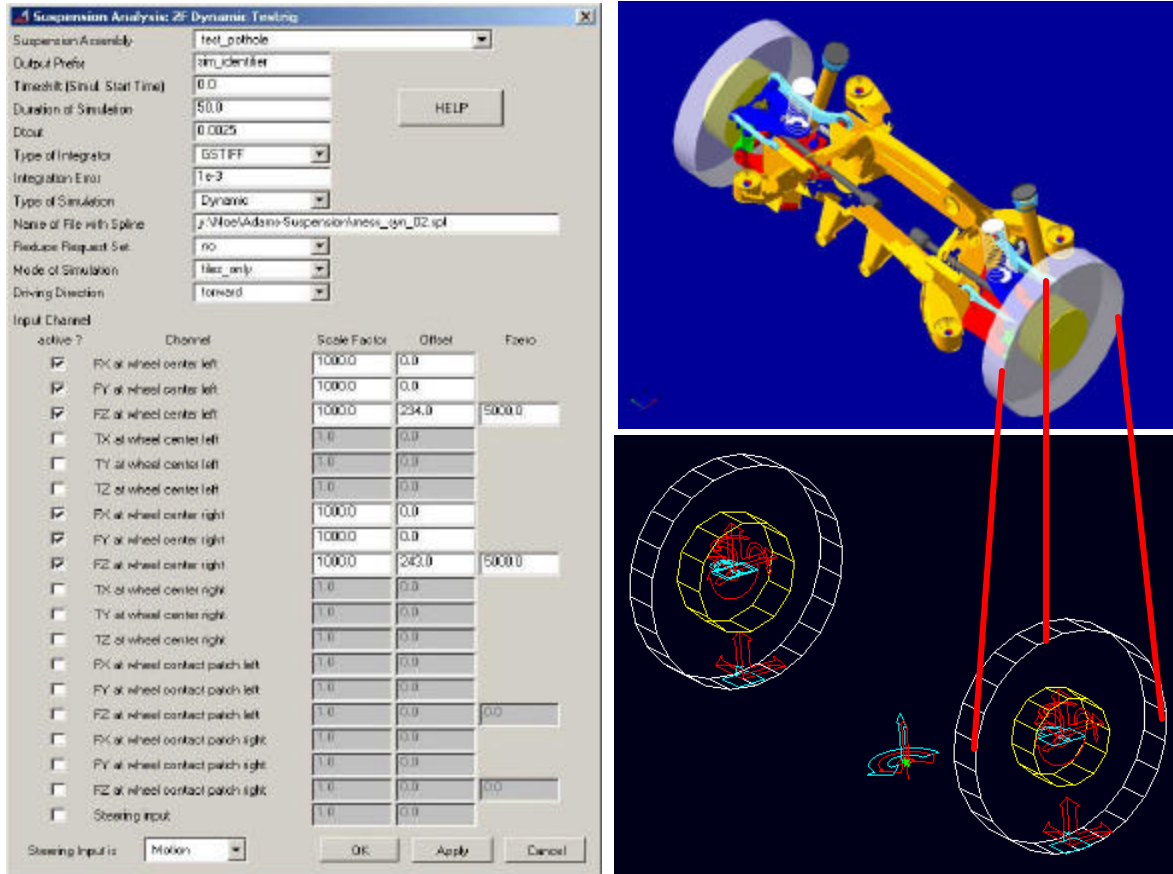 Suspension Analysis: ZF Dynamic Testrig
Suspension Assembly test_pothole
Output Prefix sim_identifier
Timeshift (Simul. Start Time) 0.0
Duration of Simulation 50.0
HELP
Dtout 0.0025
Type of Integrator GSTIFF
Integration Error 1e-3
Type of Simulation Dynamic
Name of File with Spline
Reduce Request Set no
Mode of Simulation files_only
Driving Direction forward
Input Channel
active ? Channel Scale Factor Offset Fzero
FX at wheel center left 1000.0 0.0
FY at wheel center left 1000.0 0.0
FZ at wheel center left 1000.0 234.0 5000.0
TX at wheel center left 1.0 0.0
TY at wheel center left 1.0 0.0
TZ at wheel center left 1.0 0.0
FX at wheel center right 1000.0 0.0
FY at wheel center right 1000.0 0.0
FZ at wheel center right 1000.0 243.0 5000.0
TX at wheel center right 1.0 0.0
TY at wheel center right 1.0 0.0
TZ at wheel center right 1.0 0.0
FX at wheel contact patch left 1.0 0.0
FY at wheel contact patch left 1.0 0.0
FZ at wheel contact patch left 1.0 0.0 0.0
FX at wheel contact patch right 1.0 0.0
FY at wheel contact patch right 1.0 0.0
FZ at wheel contact patch right 1.0 0.0 0.0
Steering input 1.0 0.0
Steering Input is Motion OK Apply Cancel